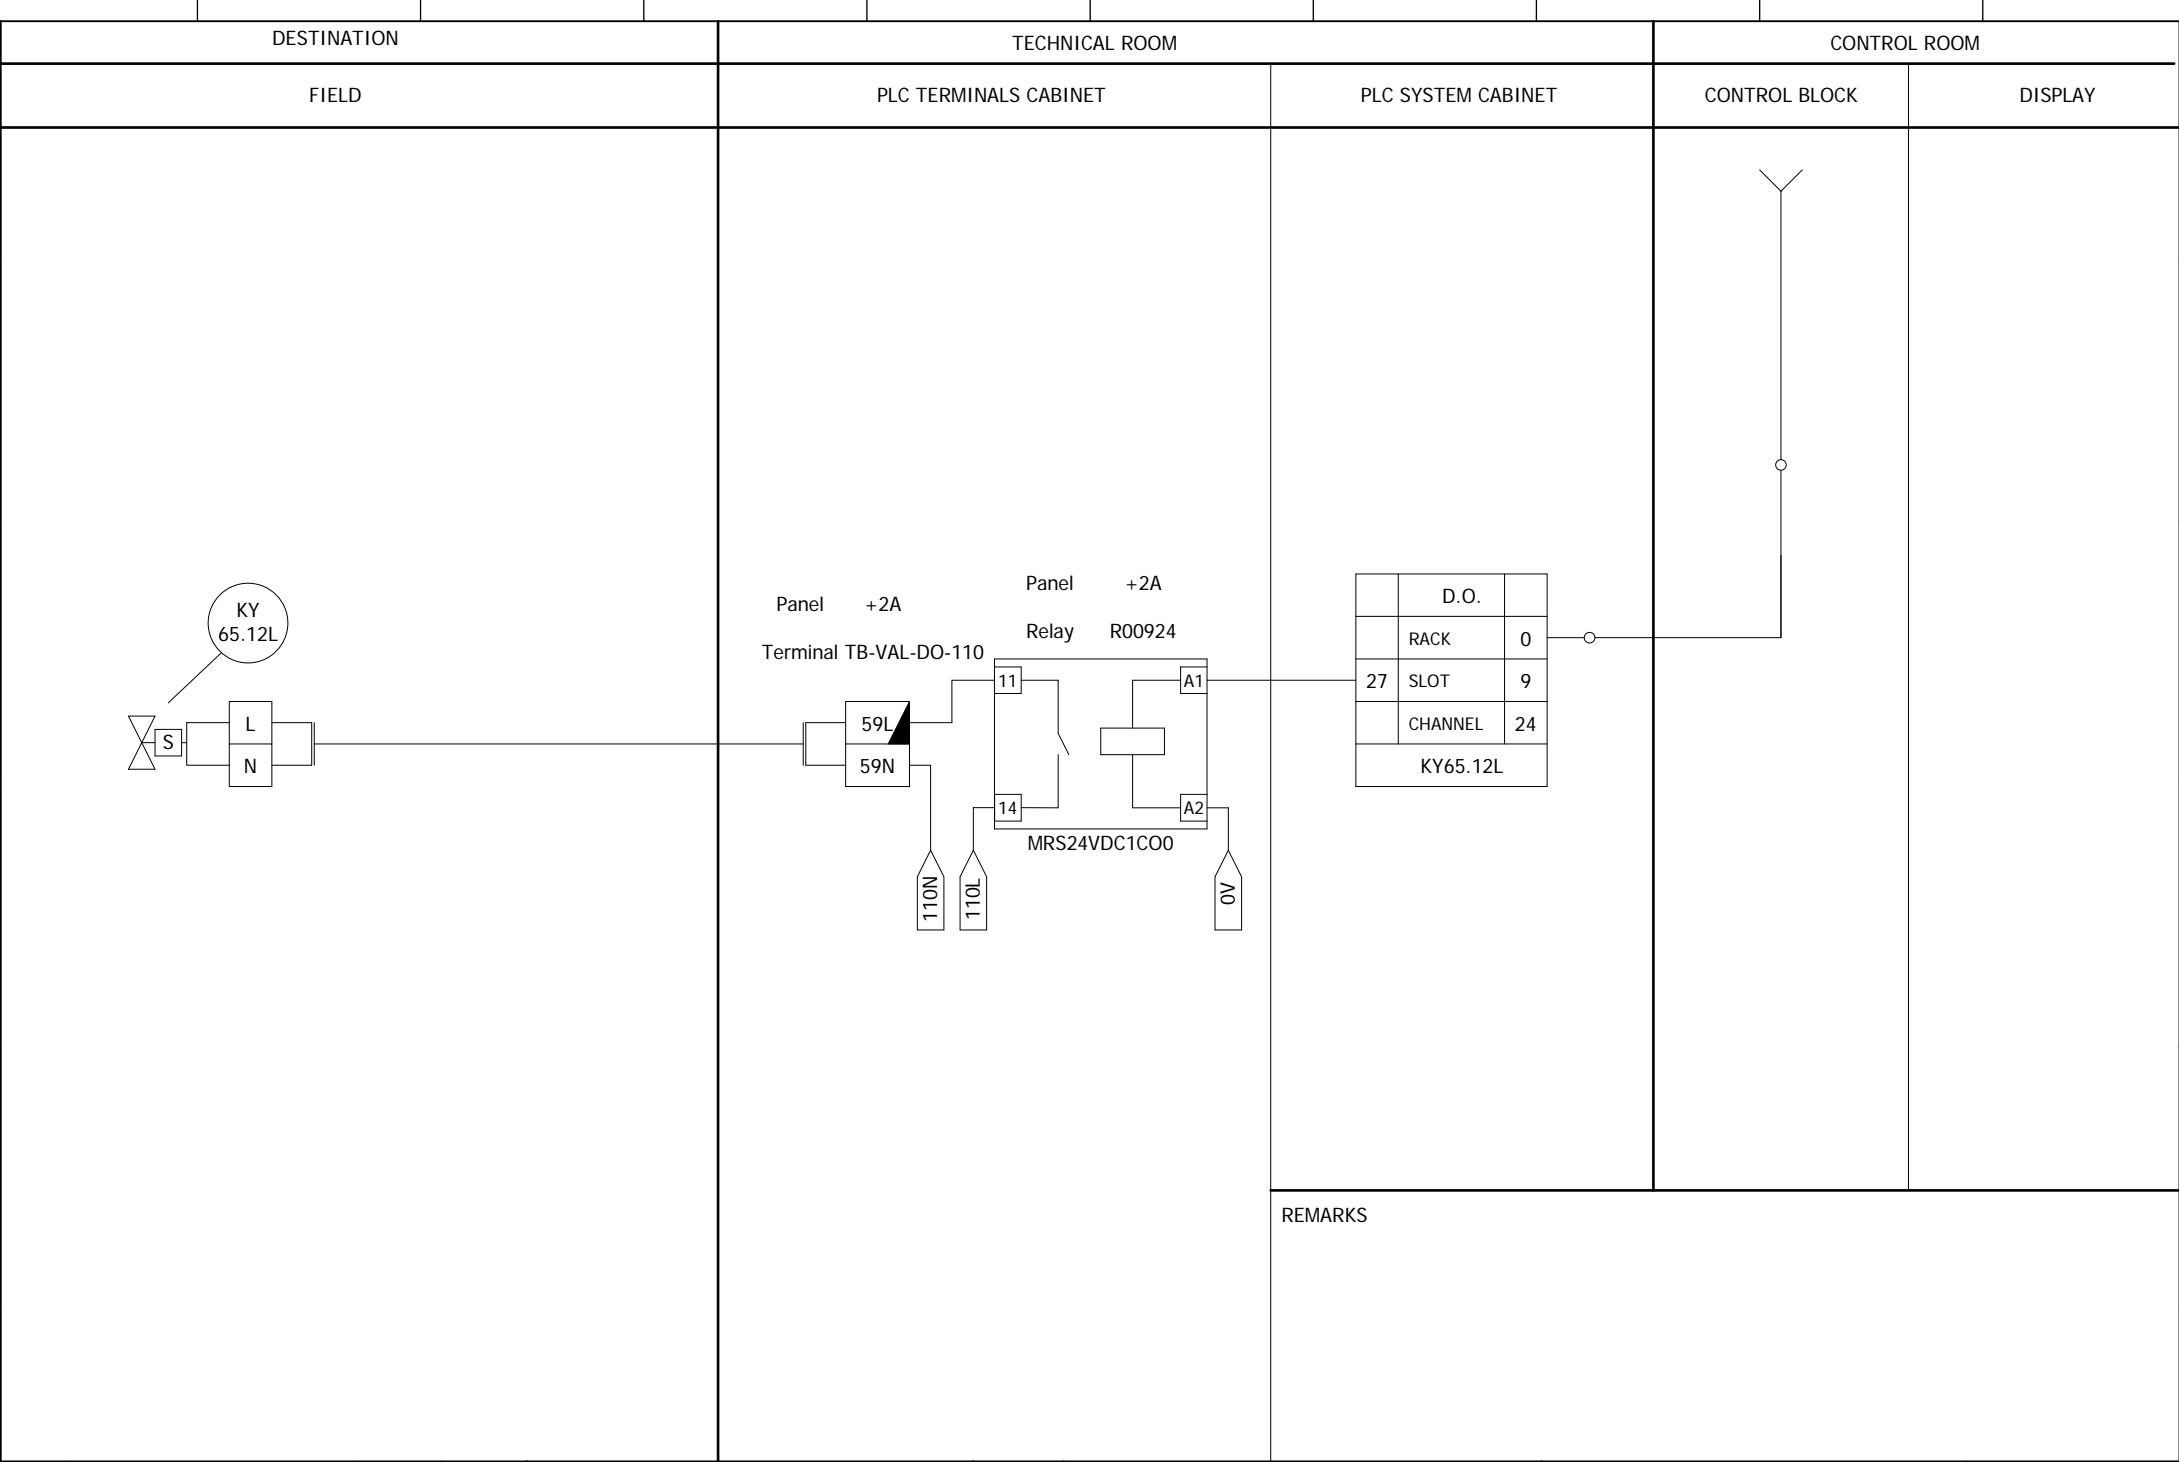 DESTINATION
TECHNICAL ROOM
CONTROL ROOM
FIELD
PLC TERMINALS CABINET
PLC SYSTEM CABINET
CONTROL BLOCK
DISPLAY
KY
65.12L
S
L
N
Panel +2A
Terminal TB-VAL-DO-110
59L
59N
Panel +2A
Relay R00924
11
A1
14
A2
MRS24VDC1CO0
110N
110L
0V
D.O.
RACK 0
27 SLOT 9
CHANNEL 24
KY65.12L
REMARKS